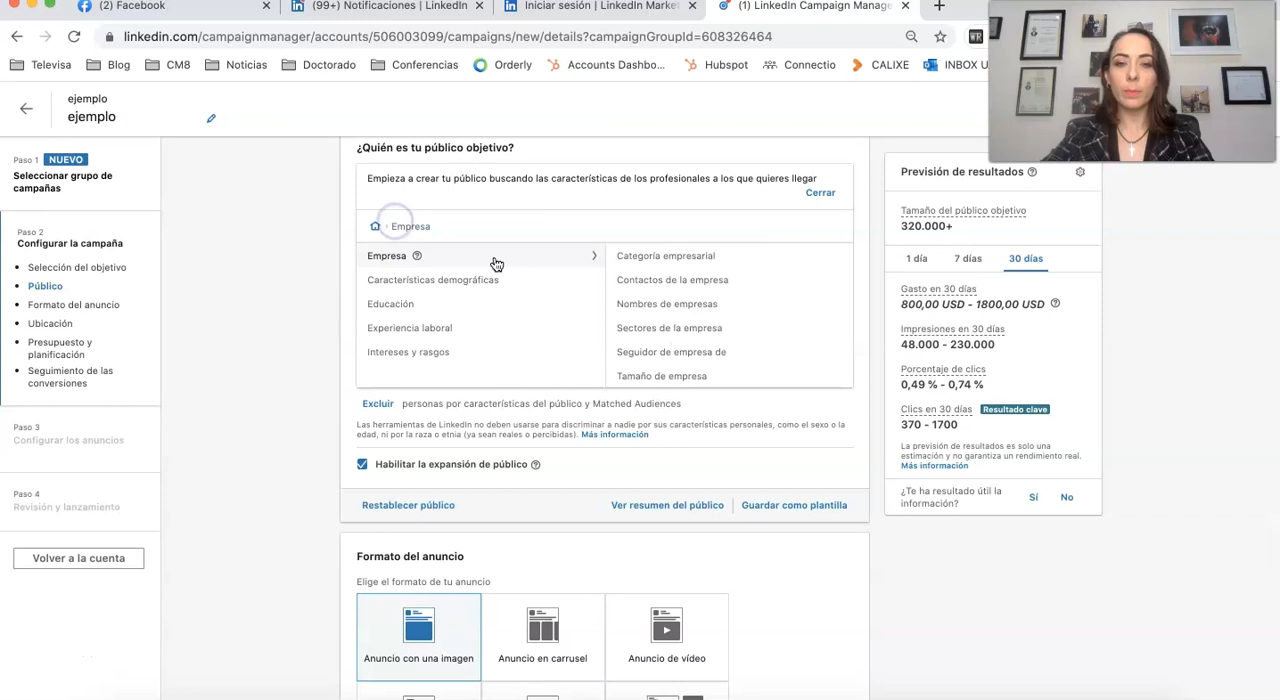 (2) Facebook
(99+) Notificaciones | LinkedIn
Iniciar sesión | LinkedIn Market
(1) LinkedIn Campaign Manage
linkedin.com/campaignmanager/accounts/506103099/campaigns/new/details?campaignGroupId=608326464
Televisa
Blog
CM8
Noticias
Doctorado
Conferencias
Orderly
Accounts Dashbo...
Hubspot
Connectio
CALIXE
INBOX
ejemplo
ejemplo
Paso 1 NUEVO
Seleccionar grupo de
campañas
Paso 2
Configurar la campaña
Selección del objetivo
Público
Formato del anuncio
Ubicación
Presupuesto y
planificación
Seguimiento de las
conversiones
Paso 3
Configurar los anuncios
Paso 4
Revisión y lanzamiento
Volver a la cuenta
¿Quién es tu público objetivo?
Empieza a crear tu público buscando las características de los profesionales a los que quieres llegar
Cerrar
Empresa
Empresa
Características demográficas
Educación
Experiencia laboral
Intereses y rasgos
Categoría empresarial
Contactos de la empresa
Nombres de empresas
Sectores de la empresa
Seguidor de empresa de
Tamaño de empresa
Excluir personas por características del público y Matched Audiences
Las herramientas de LinkedIn no deben usarse para discriminar a nadie por sus características personales, como el sexo o la
edad, ni por la raza o etnia (ya sean reales o percibidas). Más información
Habilitar la expansión de público
Restablecer público
Ver resumen del público
Guardar como plantilla
Formato del anuncio
Elige el formato de tu anuncio
Anuncio con una imagen
Anuncio en carrusel
Anuncio de vídeo
Previsión de resultados
Tamaño del público objetivo
320.000+
1 día
7 días
30 días
Gasto en 30 días
800,00 USD - 1800,00 USD
Impresiones en 30 días
48.000 - 230.000
Porcentaje de clics
0,49 % - 0,74 %
Clics en 30 días Resultado clave
370 - 1700
La previsión de resultados es solo una
estimación y no garantiza un rendimiento real.
Más información
¿Te ha resultado útil la
información?
Sí
No